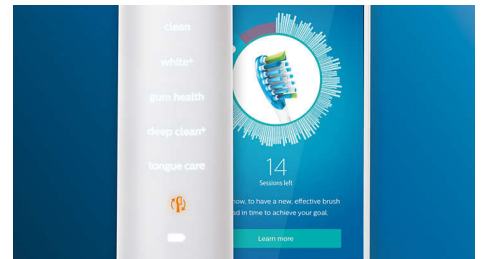 clean
white+
gum health
deep clean+
tongue care
14
Sessions left
now, to have a new, effective brush
ad in time to achieve your goal.
Learn more